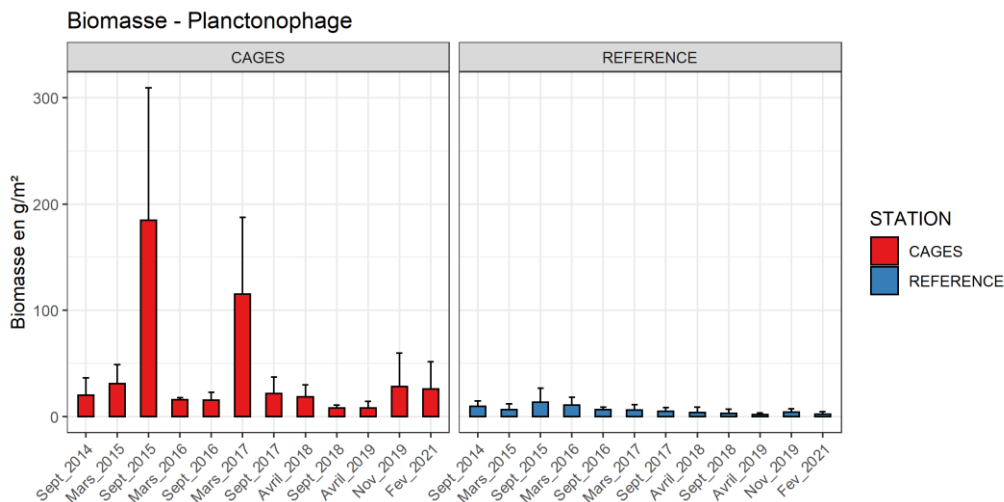 Biomasse - Planctonophage
CAGES
REFERENCE
Biomasse en g/m²
300
200
100
0
Sept_2014
Mars_2015
Sept_2015
Mars_2016
Sept_2016
Mars_2017
Sept_2017
Avril_2018
Sept_2018
Avril_2019
Nov_2019
Fev_2021
Sept_2014
Mars_2015
Sept_2015
Mars_2016
Sept_2016
Mars_2017
Sept_2017
Avril_2018
Sept_2018
Avril_2019
Nov_2019
Fev_2021
STATION
CAGES
REFERENCE